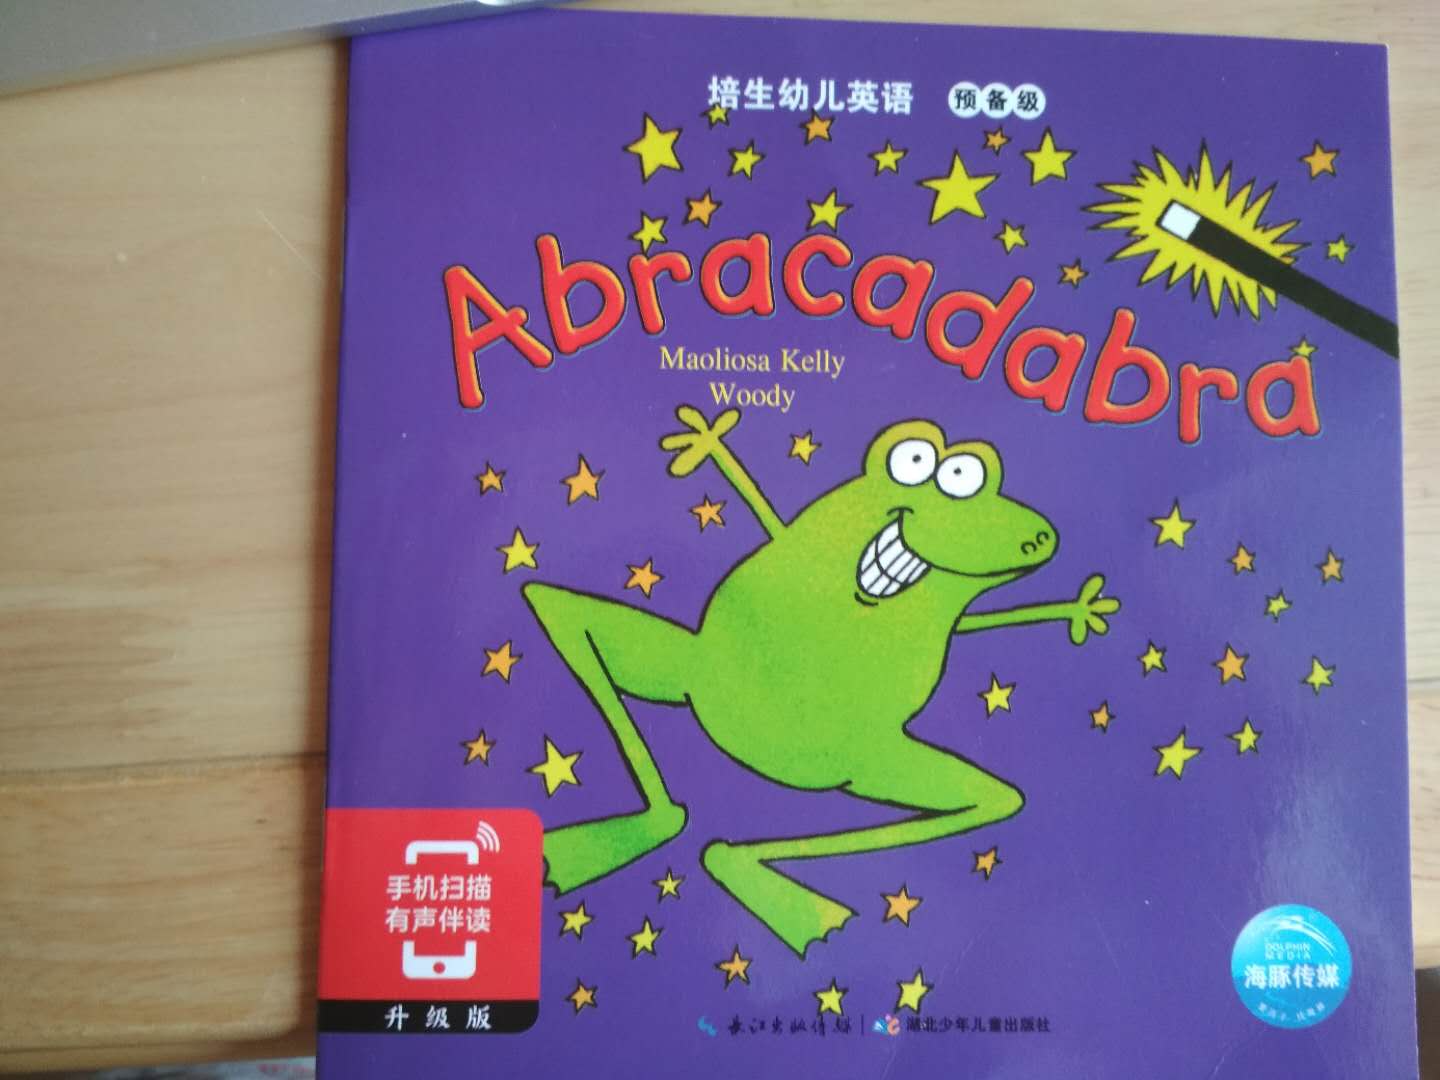 培生幼儿英语 预备级
Abracadabra
Maoliosa Kelly
Woody
手机扫描
有声伴读
升级版
DOLPHIN
MEDIA
海豚传媒
长江出版传媒 湖北少年儿童出版社